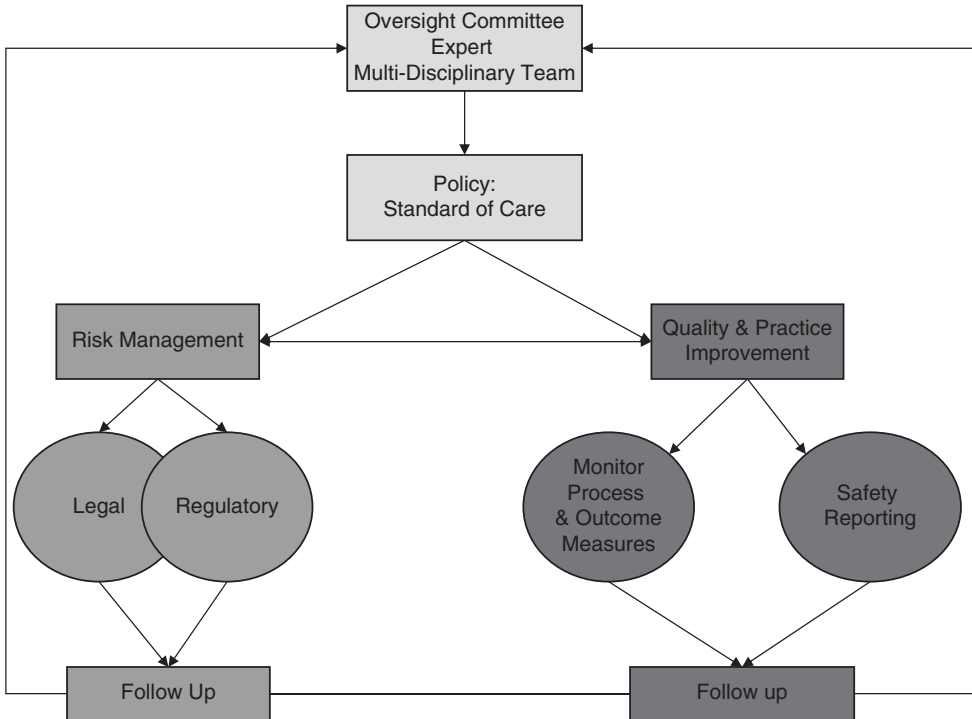 Oversight Committee
Expert
Multi-Disciplinary Team
Policy:
Standard of Care
Risk Management
Quality & Practice
Improvement
Legal
Regulatory
Monitor
Process
& Outcome
Measures
Safety
Reporting
Follow Up
Follow up